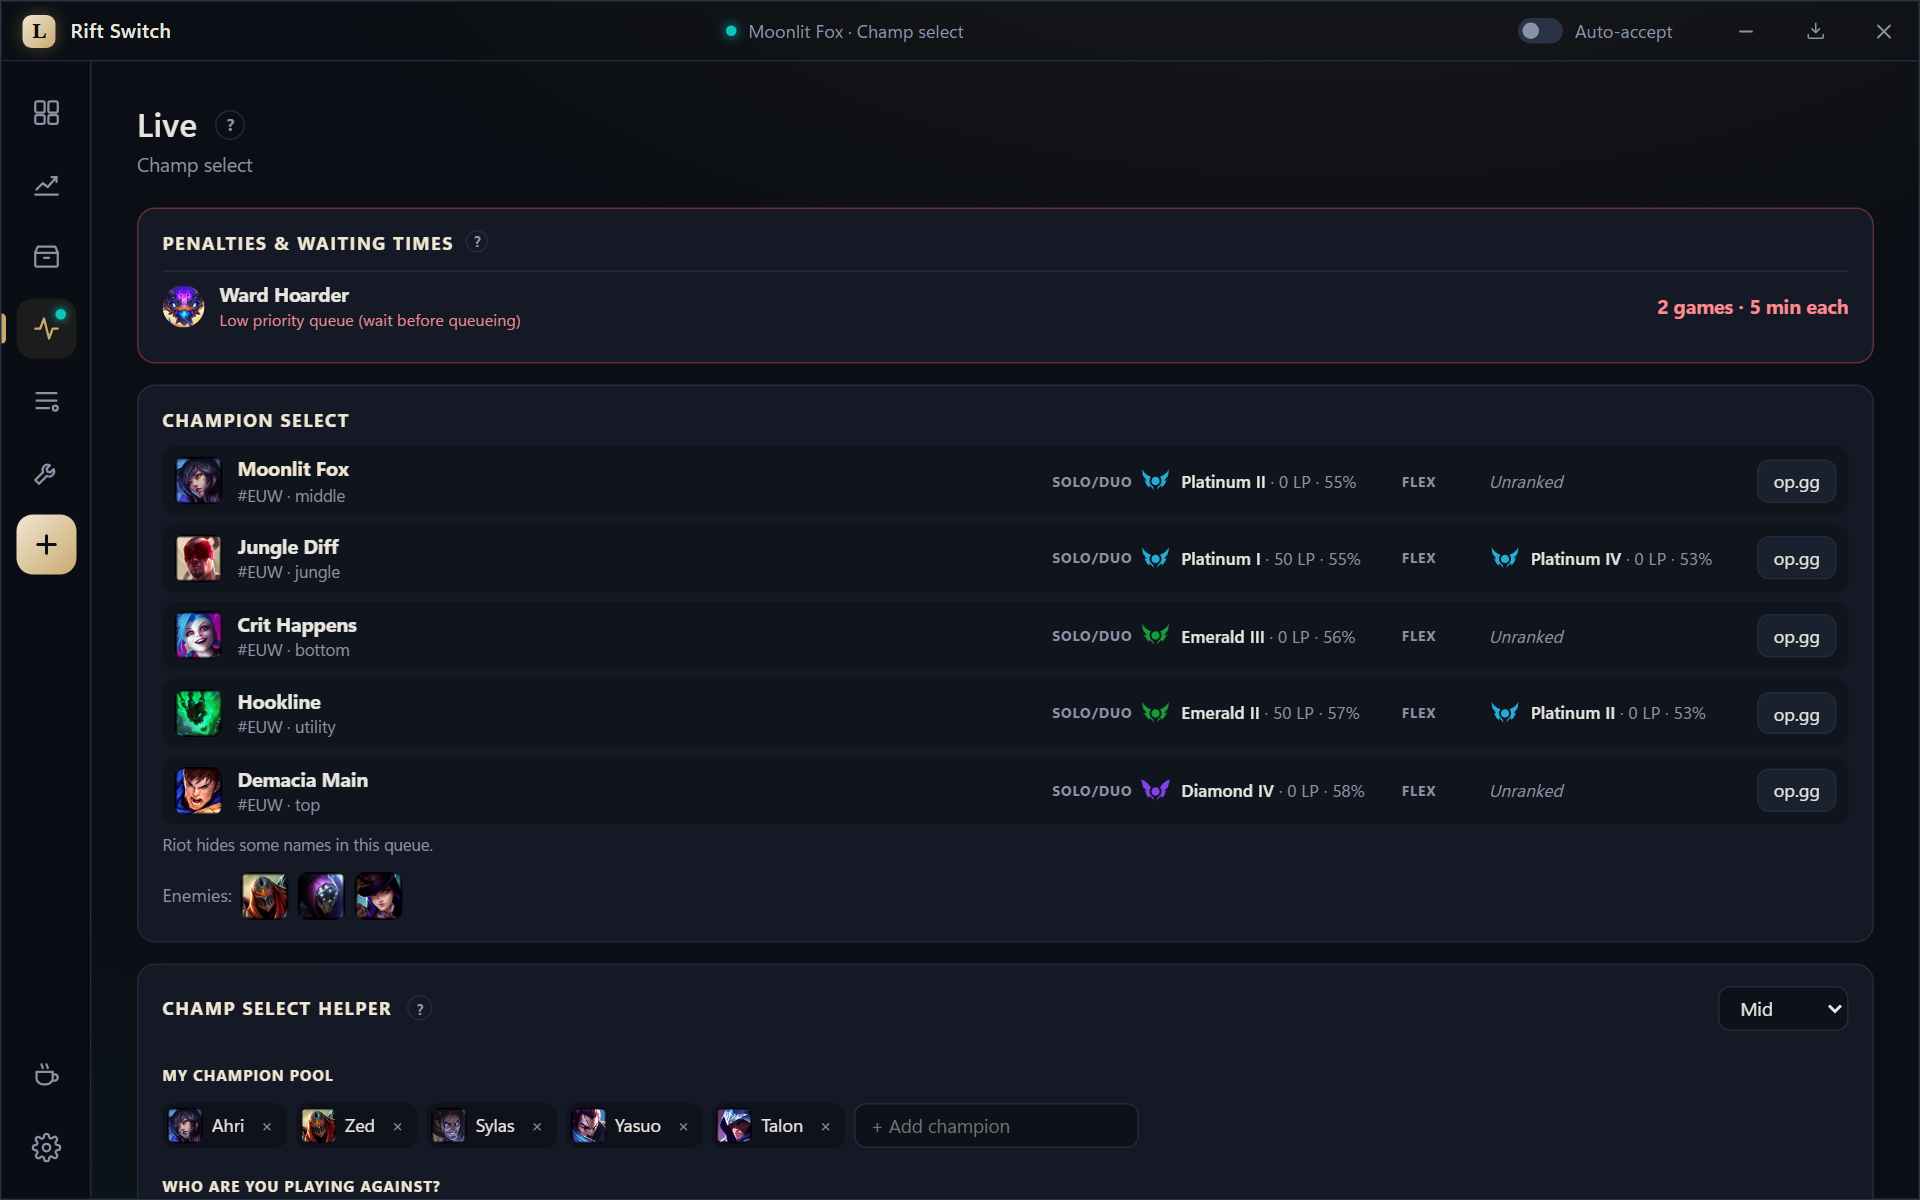 L Rift Switch
Moonlit Fox · Champ select
Auto-accept
Live ?
Champ select
PENALTIES & WAITING TIMES ?
Ward Hoarder
Low priority queue (wait before queueing)
2 games · 5 min each
CHAMPION SELECT
Moonlit Fox
#EUW · middle
SOLO/DUO Platinum II · 0 LP · 55% FLEX Unranked op.gg
Jungle Diff
#EUW · jungle
SOLO/DUO Platinum I · 50 LP · 55% FLEX Platinum IV · 0 LP · 53% op.gg
Crit Happens
#EUW · bottom
SOLO/DUO Emerald III · 0 LP · 56% FLEX Unranked op.gg
Hookline
#EUW · utility
SOLO/DUO Emerald II · 50 LP · 57% FLEX Platinum II · 0 LP · 53% op.gg
Demacia Main
#EUW · top
SOLO/DUO Diamond IV · 0 LP · 58% FLEX Unranked op.gg
Riot hides some names in this queue.
Enemies:
CHAMP SELECT HELPER ?
Mid
MY CHAMPION POOL
Ahri × Zed × Sylas × Yasuo × Talon × + Add champion
WHO ARE YOU PLAYING AGAINST?